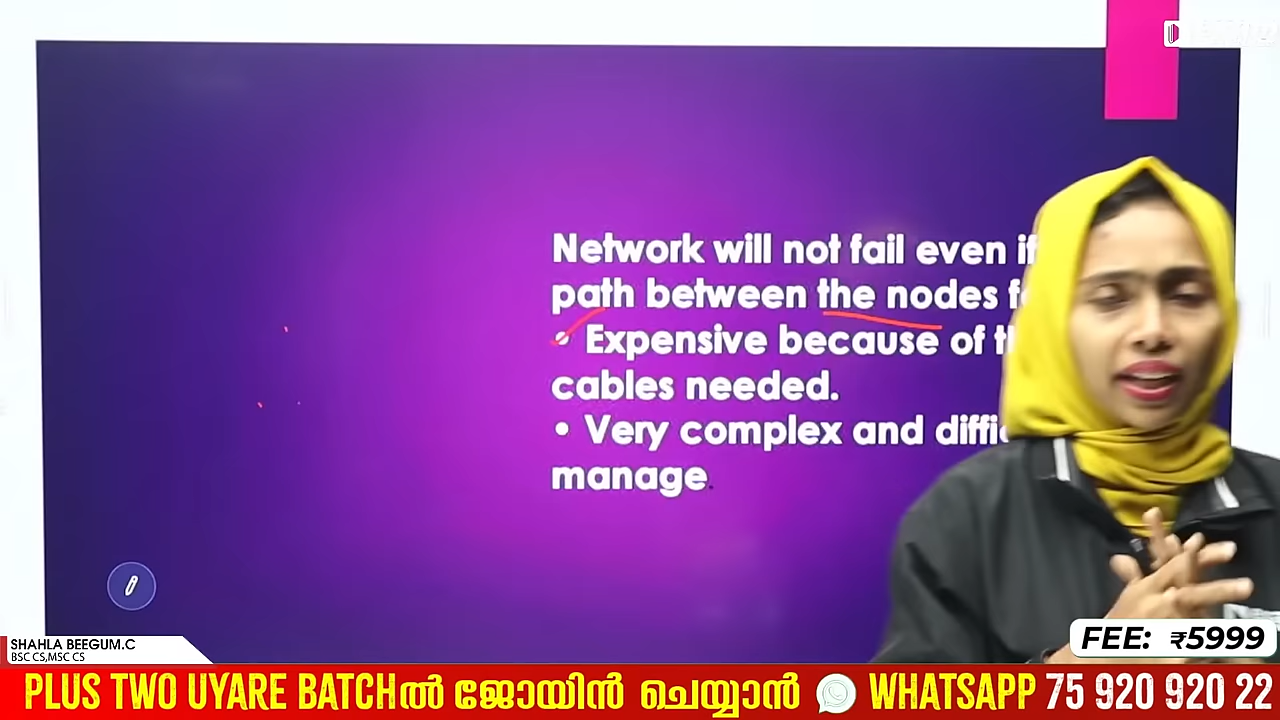 Network will not fail even if
path between the nodes
• Expensive because of
cables needed.
• Very complex and
manage.
SHAHLA BEEGUM.C
BSC CS,MSC CS
FEE: ₹5999
PLUS TWO UYARE BATCHൽ ജോയിൻ ചെയ്യാൻ WHATSAPP 75 920 920 22